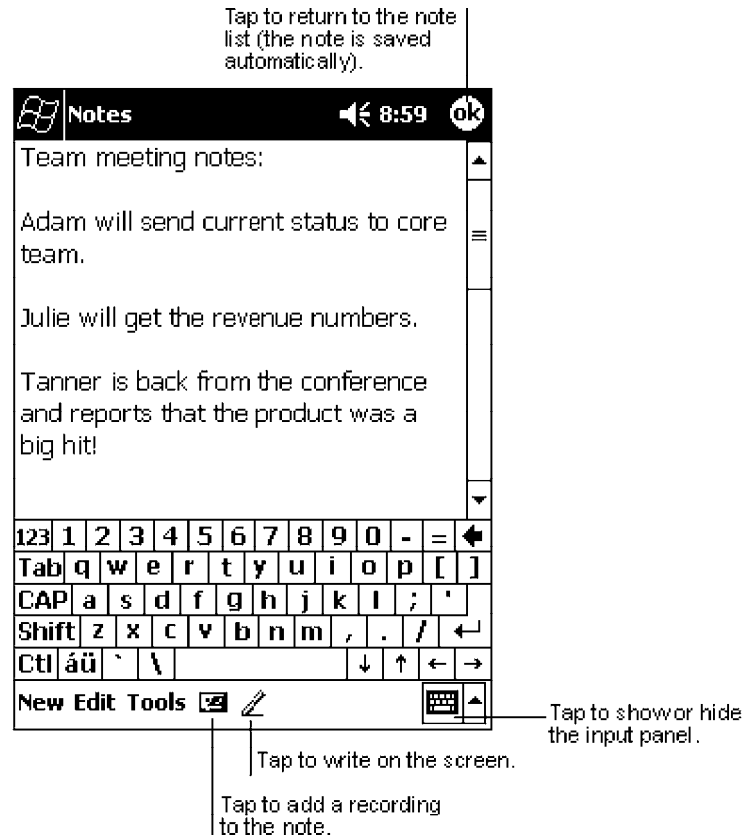 Tap to return to the note
list (the note is saved
automatically).
Notes 8:59 ok
Team meeting notes:
Adam will send current status to core
team.
Julie will get the revenue numbers.
Tanner is back from the conference
and reports that the product was a
big hit!
123 1 2 3 4 5 6 7 8 9 0 - =
Tab q w e r t y u i o p [ ]
CAP a s d f g h j k l ; '
Shift z x c v b n m , . /
Ctl áü ` \ ↓ ↑ ← →
New Edit Tools
Tap to show or hide
the input panel.
Tap to write on the screen.
Tap to add a recording
to the note.